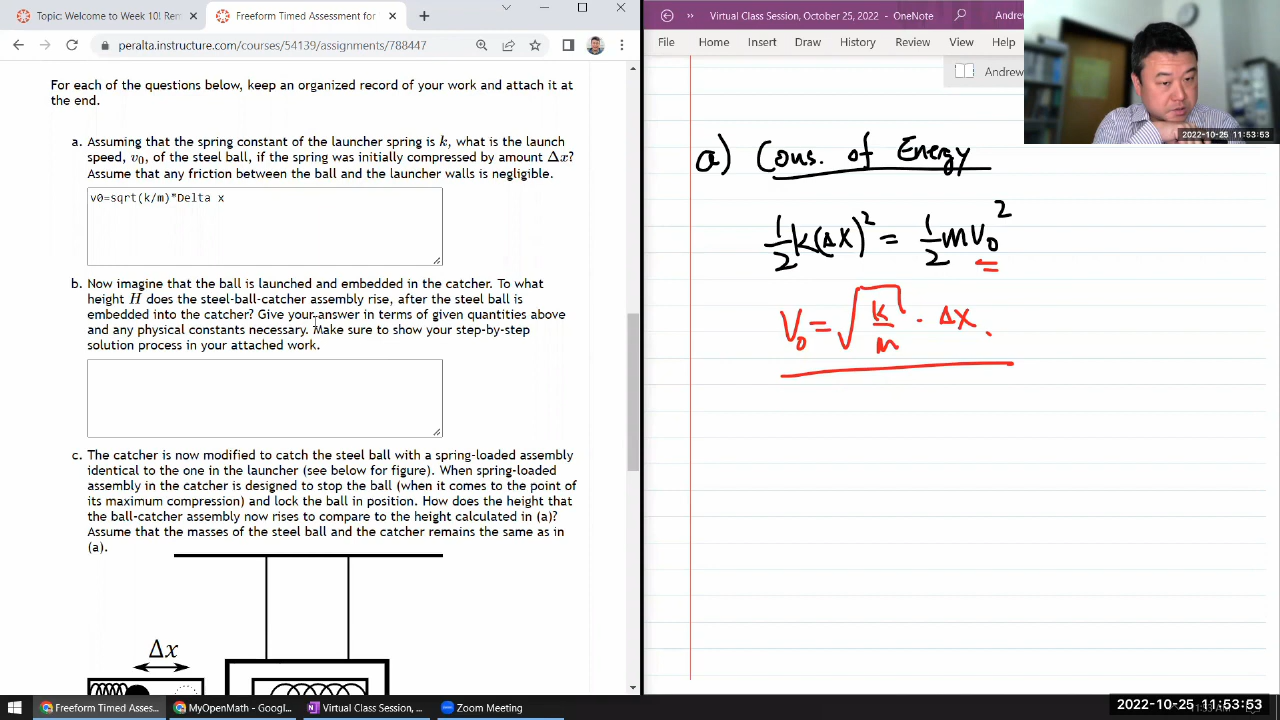 Topic Welcome to Week 10! Ren
Freeform Timed Assessment for
peralta.instructure.com/courses/54139/assignments/788447
For each of the questions below, keep an organized record of your work and attach it at
the end.
a. Assuming that the spring constant of the launcher spring is k, what is the launch
speed, v₀, of the steel ball, if the spring was initially compressed by amount Δx?
Assume that any friction between the ball and the launcher walls is negligible.
v0=sqrt(k/m)*Delta x
b. Now imagine that the ball is launched and embedded in the catcher. To what
height H does the steel-ball-catcher assembly rise, after the steel ball is
embedded into the catcher? Give your answer in terms of given quantities above
and any physical constants necessary. Make sure to show your step-by-step
solution process in your attached work.
c. The catcher is now modified to catch the steel ball with a spring-loaded assembly
identical to the one in the launcher (see below for figure). When spring-loaded
assembly in the catcher is designed to stop the ball (when it comes to the point of
its maximum compression) and lock the ball in position. How does the height that
the ball-catcher assembly now rises to compare to the height calculated in (a)?
Assume that the masses of the steel ball and the catcher remains the same as in
(a).
Δx
Virtual Class Session, October 25, 2022 – OneNote
Andrew
File Home Insert Draw History Review View Help
Andrew
2022-10-25 11:53:53
a) Cons. of Energy
1/2 k(Δx)² = 1/2 mV₀²
V₀ = √(k/m) · Δx.
Freeform Timed Asses...
MyOpenMath - Googl...
Virtual Class Session, ...
Zoom Meeting
2022-10-25 11:53:53